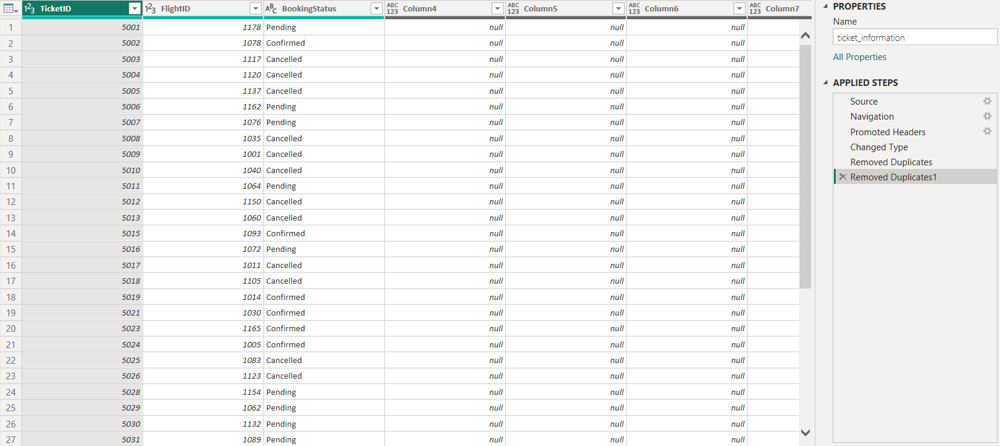 123 TicketID 123 FlightID ABC BookingStatus ABC 123 Column4 ABC 123 Column5 ABC 123 Column6 ABC 123 Column7
1 5001 1178 Pending null null null
2 5002 1078 Confirmed null null null
3 5003 1117 Cancelled null null null
4 5004 1120 Cancelled null null null
5 5005 1137 Cancelled null null null
6 5006 1162 Pending null null null
7 5007 1076 Pending null null null
8 5008 1035 Cancelled null null null
9 5009 1001 Cancelled null null null
10 5010 1040 Cancelled null null null
11 5011 1064 Pending null null null
12 5012 1150 Cancelled null null null
13 5013 1060 Cancelled null null null
14 5015 1093 Confirmed null null null
15 5016 1072 Pending null null null
16 5017 1011 Cancelled null null null
17 5018 1105 Cancelled null null null
18 5019 1014 Confirmed null null null
19 5021 1030 Confirmed null null null
20 5023 1165 Confirmed null null null
21 5024 1005 Confirmed null null null
22 5025 1083 Cancelled null null null
23 5026 1123 Cancelled null null null
24 5028 1154 Pending null null null
25 5029 1062 Pending null null null
26 5030 1132 Pending null null null
27 5031 1089 Pending null null null
PROPERTIES
Name
ticket_information
All Properties
APPLIED STEPS
Source
Navigation
Promoted Headers
Changed Type
Removed Duplicates
Removed Duplicates1